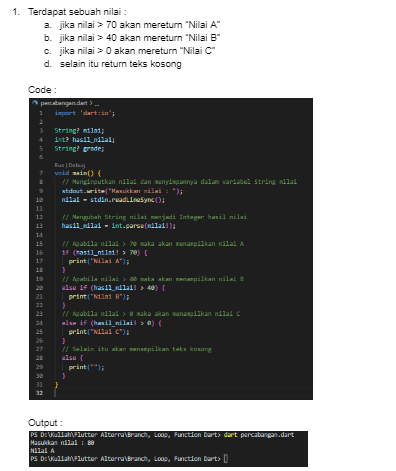 1. Terdapat sebuah nilai :
a. jika nilai > 70 akan mereturn "Nilai A"
b. jika nilai > 40 akan mereturn "Nilai B"
c. jika nilai > 0 akan mereturn "Nilai C"
d. selain itu return teks kosong
Code :
percabangan.dart > ...
1 import 'dart:io';
2
3 String? nilai;
4 int? hasil_nilai;
5 String? grade;
6
Run | Debug
7 void main() {
8 // Menginputkan nilai dan menyimpannya dalam variabel String nilai
9 stdout.write("Masukkan nilai : ");
10 nilai = stdin.readLineSync();
11
12 // Mengubah String nilai menjadi Integer hasil nilai
13 hasil_nilai = int.parse(nilai!);
14
15 // Apabila nilai > 70 maka akan menampilkan nilai A
16 if (hasil_nilai! > 70) {
17 print("Nilai A");
18 }
19 // Apabila nilai > 40 maka akan menampilkan nilai B
20 else if (hasil_nilai! > 40) {
21 print("Nilai B");
22 }
23 // Apabila nilai > 0 maka akan menampilkan nilai C
24 else if (hasil_nilai! > 0) {
25 print("Nilai C");
26 }
27 // Selain itu akan menampilkan teks kosong
28 else {
29 print("");
30 }
31 }
32
Output :
PS D:\Kuliah\Flutter Alterra\Branch, Loop, Function Dart> dart percabangan.dart
Masukkan nilai : 80
Nilai A
PS D:\Kuliah\Flutter Alterra\Branch, Loop, Function Dart>